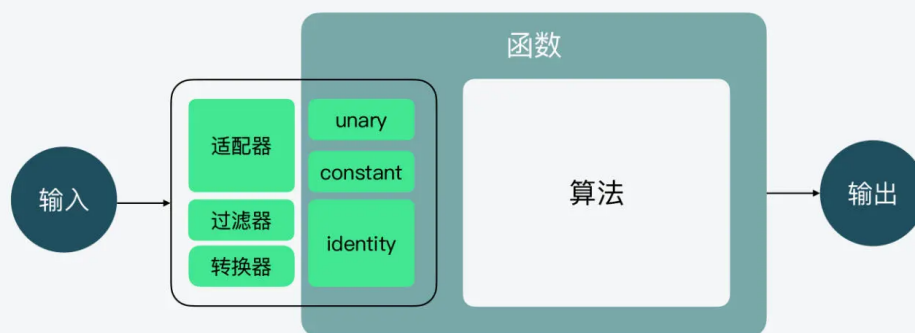 函数
输入
适配器
过滤器
转换器
unary
constant
identity
算法
输出